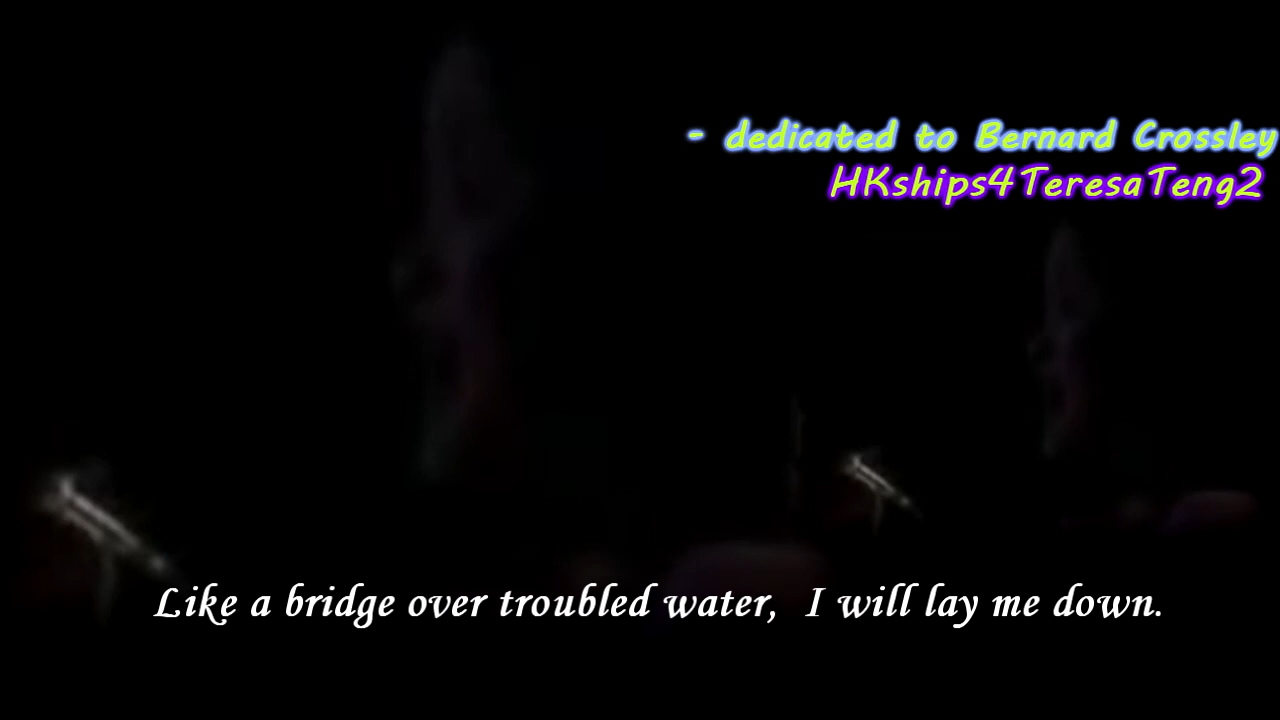 - dedicated to Bernard Crossley
HKships4TeresaTeng2
Like a bridge over troubled water, I will lay me down.